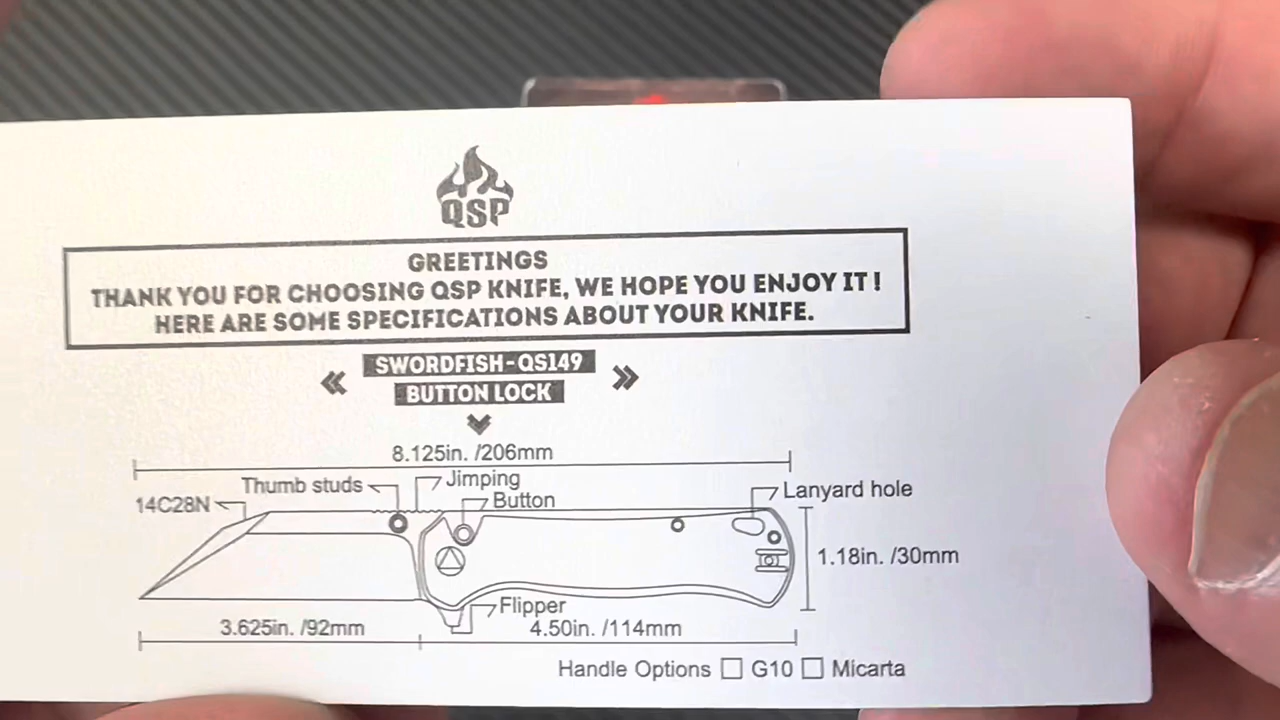 QSP
GREETINGS
THANK YOU FOR CHOOSING QSP KNIFE, WE HOPE YOU ENJOY IT !
HERE ARE SOME SPECIFICATIONS ABOUT YOUR KNIFE.
SWORDFISH-QS149
BUTTON LOCK
8.125in. /206mm
Thumb studs
Jimping
14C28N
Button
Lanyard hole
1.18in. /30mm
Flipper
3.625in. /92mm
4.50in. /114mm
Handle Options G10 Micarta